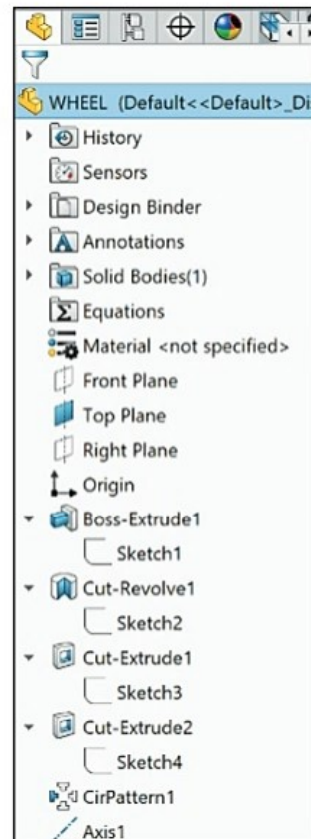 WHEEL (Default<<Default>_Di
History
Sensors
Design Binder
Annotations
Solid Bodies(1)
Equations
Material <not specified>
Front Plane
Top Plane
Right Plane
Origin
Boss-Extrude1
Sketch1
Cut-Revolve1
Sketch2
Cut-Extrude1
Sketch3
Cut-Extrude2
Sketch4
CirPattern1
Axis1